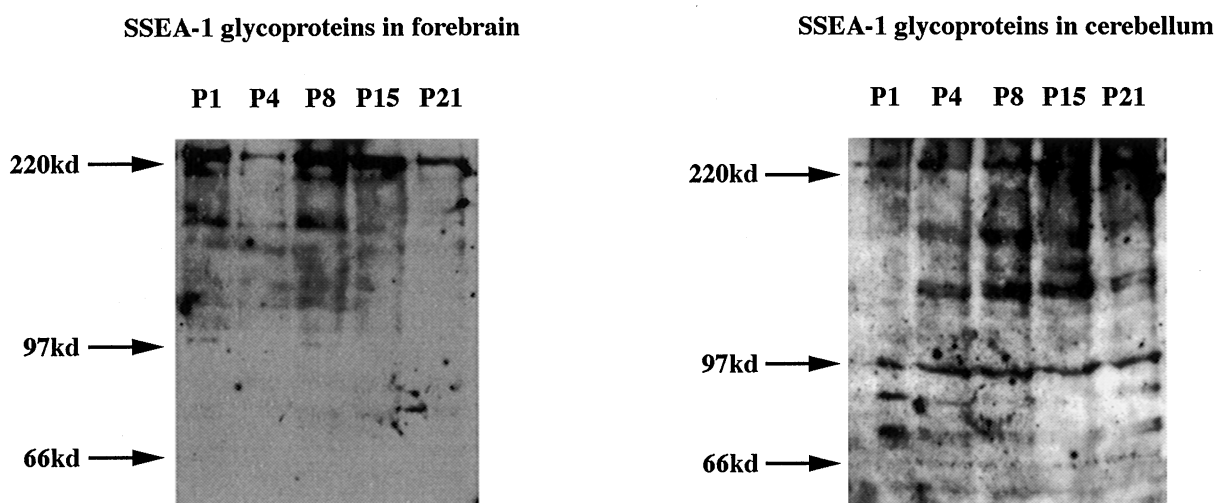 SSEA-1 glycoproteins in forebrain
P1 P4 P8 P15 P21
220kd
97kd
66kd
SSEA-1 glycoproteins in cerebellum
P1 P4 P8 P15 P21
220kd
97kd
66kd